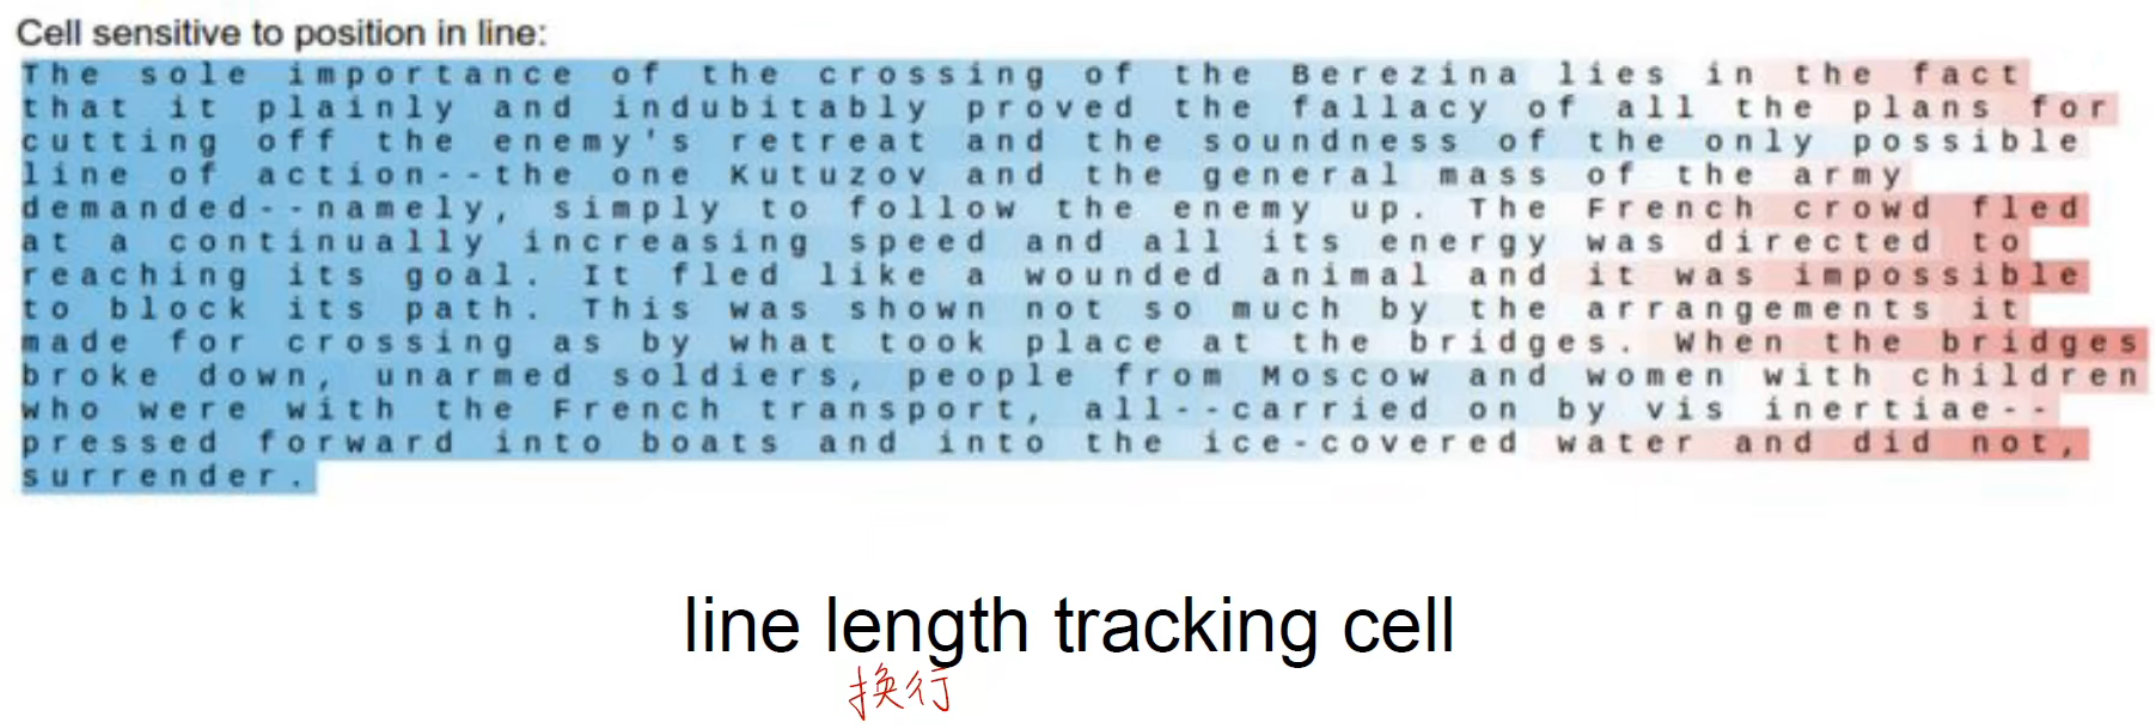 Cell sensitive to position in line:
The sole importance of the crossing of the Berezina lies in the fact
that it plainly and indubitably proved the fallacy of all the plans for
cutting off the enemy's retreat and the soundness of the only possible
line of action--the one Kutuzov and the general mass of the army
demanded--namely, simply to follow the enemy up. The French crowd fled
at a continually increasing speed and all its energy was directed to
reaching its goal. It fled like a wounded animal and it was impossible
to block its path. This was shown not so much by the arrangements it
made for crossing as by what took place at the bridges. When the bridges
broke down, unarmed soldiers, people from Moscow and women with children
who were with the French transport, all--carried on by vis inertiae--
pressed forward into boats and into the ice-covered water and did not,
surrender.
line length tracking cell
换行